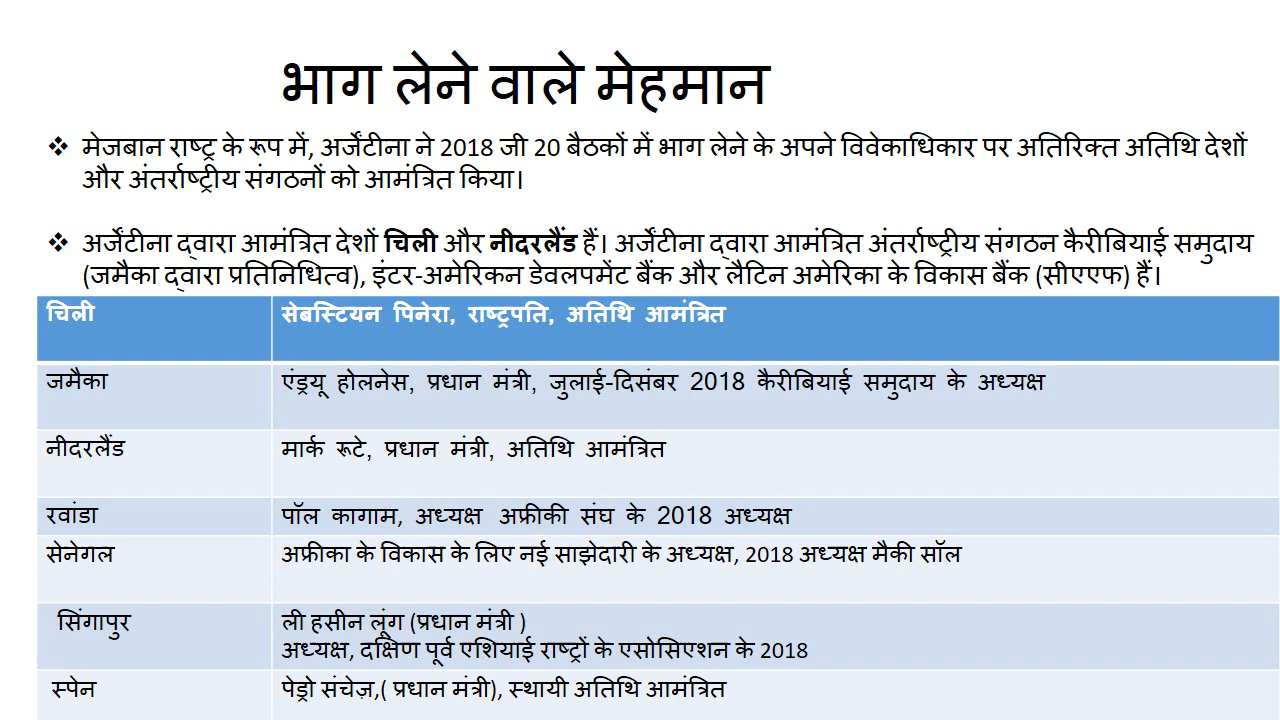 भाग लेने वाले मेहमान
❖ मेजबान राष्ट्र के रूप में, अर्जेंटीना ने 2018 जी 20 बैठकों में भाग लेने के अपने विवेकाधिकार पर अतिरिक्त अतिथि देशों
और अंतर्राष्ट्रीय संगठनों को आमंत्रित किया।
❖ अर्जेंटीना द्वारा आमंत्रित देशों चिली और नीदरलैंड हैं। अर्जेंटीना द्वारा आमंत्रित अंतर्राष्ट्रीय संगठन कैरीबियाई समुदाय
(जमैका द्वारा प्रतिनिधित्व), इंटर-अमेरिकन डेवलपमेंट बैंक और लैटिन अमेरिका के विकास बैंक (सीएएफ) हैं।
चिली सेबस्टियन पिनेरा, राष्ट्रपति, अतिथि आमंत्रित
जमैका एंड्रयू होलनेस, प्रधान मंत्री, जुलाई-दिसंबर 2018 कैरीबियाई समुदाय के अध्यक्ष
नीदरलैंड मार्क रूटे, प्रधान मंत्री, अतिथि आमंत्रित
रवांडा पॉल कागाम, अध्यक्ष अफ्रीकी संघ के 2018 अध्यक्ष
सेनेगल अफ्रीका के विकास के लिए नई साझेदारी के अध्यक्ष, 2018 अध्यक्ष मैकी सॉल
सिंगापुर ली हसीन लूंग (प्रधान मंत्री )
अध्यक्ष, दक्षिण पूर्व एशियाई राष्ट्रों के एसोसिएशन के 2018
स्पेन पेड्रो संचेज़,( प्रधान मंत्री), स्थायी अतिथि आमंत्रित